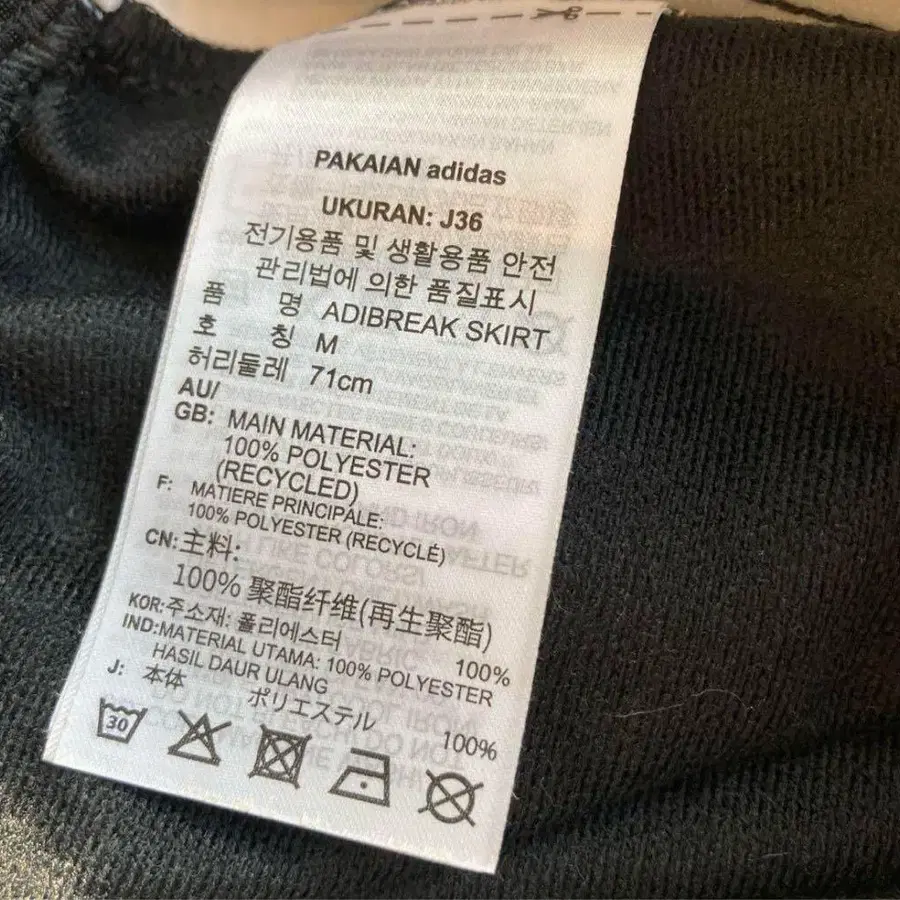 PAKAIAN adidas
UKURAN: J36
전기용품 및 생활용품 안전
관리법에 의한 품질표시
품 명 ADIBREAK SKIRT
호 칭 M
허리둘레 71cm
AU/
GB: MAIN MATERIAL:
100% POLYESTER
(RECYCLED)
F: MATIERE PRINCIPALE:
100% POLYESTER (RECYCLÉ)
CN:主料:
100% 聚酯纤维(再生聚酯)
KOR:주소재: 폴리에스터 100%
IND:MATERIAL UTAMA: 100% POLYESTER
HASIL DAUR ULANG
J: 本体
ポリエステル 100%
30